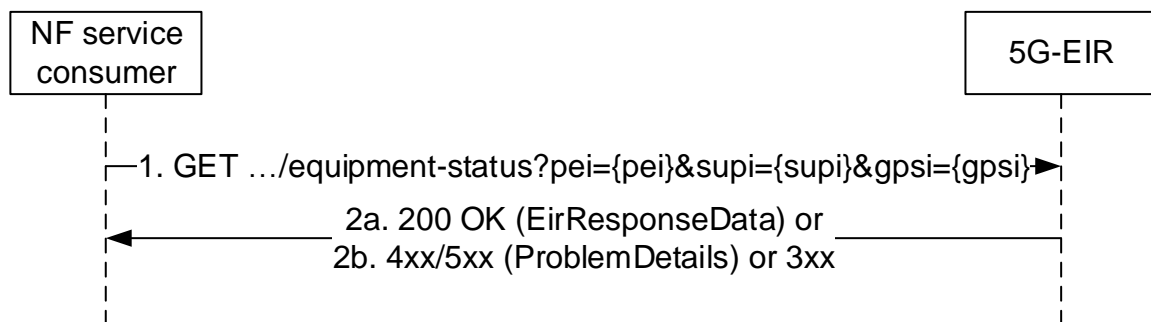 NF service
consumer
5G-EIR
1. GET …/equipment-status?pei={pei}&supi={supi}&gpsi={gpsi}
2a. 200 OK (EirResponseData) or
2b. 4xx/5xx (ProblemDetails) or 3xx